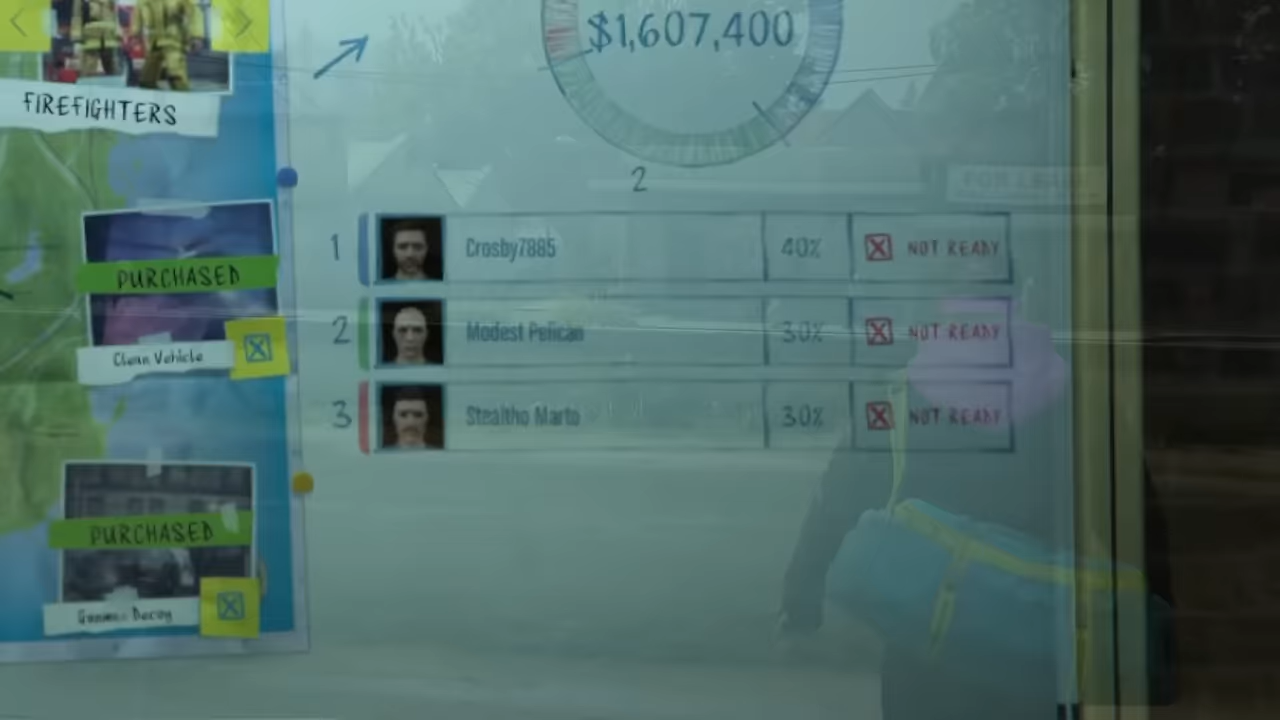 $1,607,400
FIREFIGHTERS
2
1 Crosby7885 40% NOT READY
PURCHASED
2 Modest Pelican 30% NOT READY
Clean Vehicle
3 Stealtho Marto 30% NOT READY
PURCHASED
Decoy